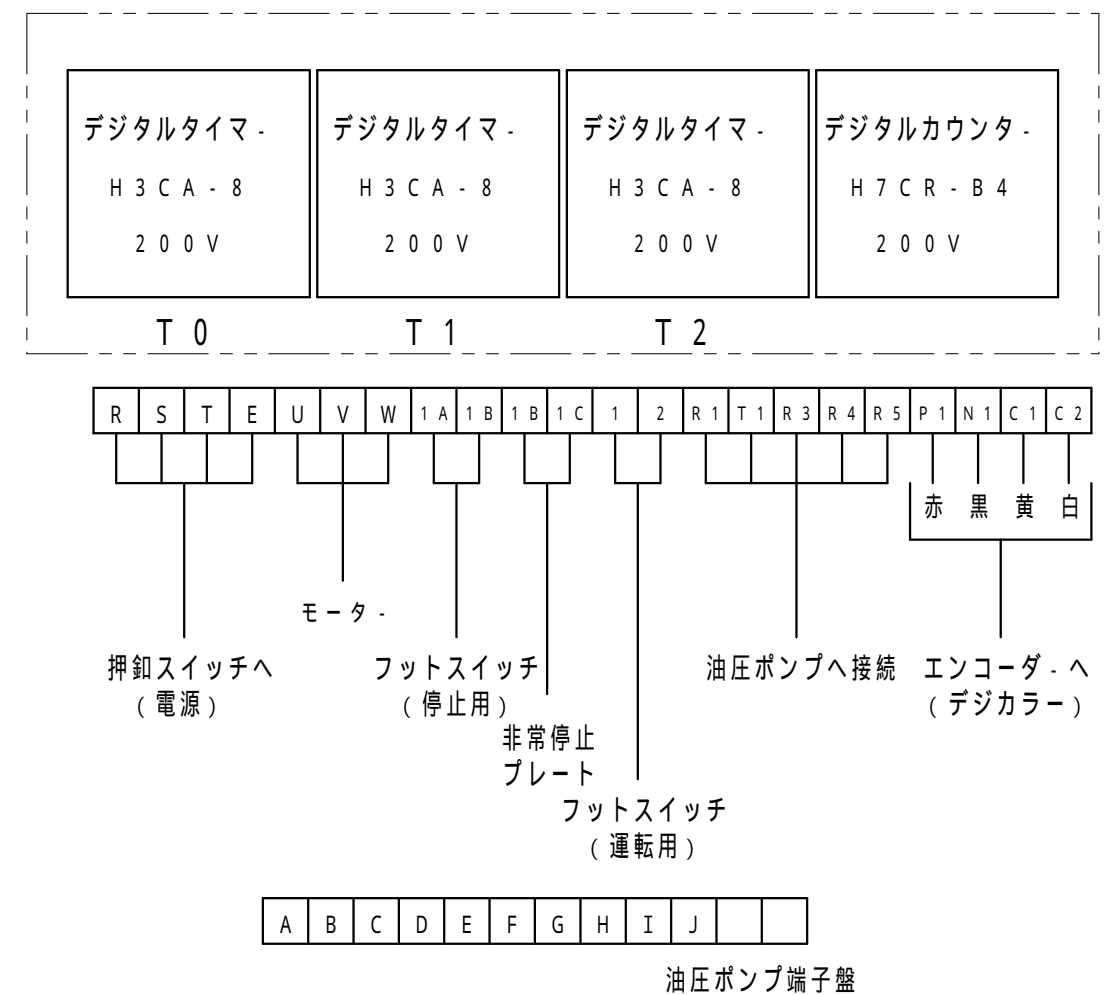 デジタルタイマ-
H3CA-8
200V
T0
デジタルタイマ-
H3CA-8
200V
T1
デジタルタイマ-
H3CA-8
200V
T2
デジタルカウンタ-
H7CR-B4
200V
R S T E U V W 1A 1B 1B 1C 1 2 R1 T1 R3 R4 R5 P1 N1 C1 C2
赤 黒 黄 白
モータ-
押釦スイッチへ
(電源)
フットスイッチ
(停止用)
非常停止
プレート
フットスイッチ
(運転用)
油圧ポンプへ接続
エンコーダ-へ
(デジカラー)
A B C D E F G H I J
油圧ポンプ端子盤